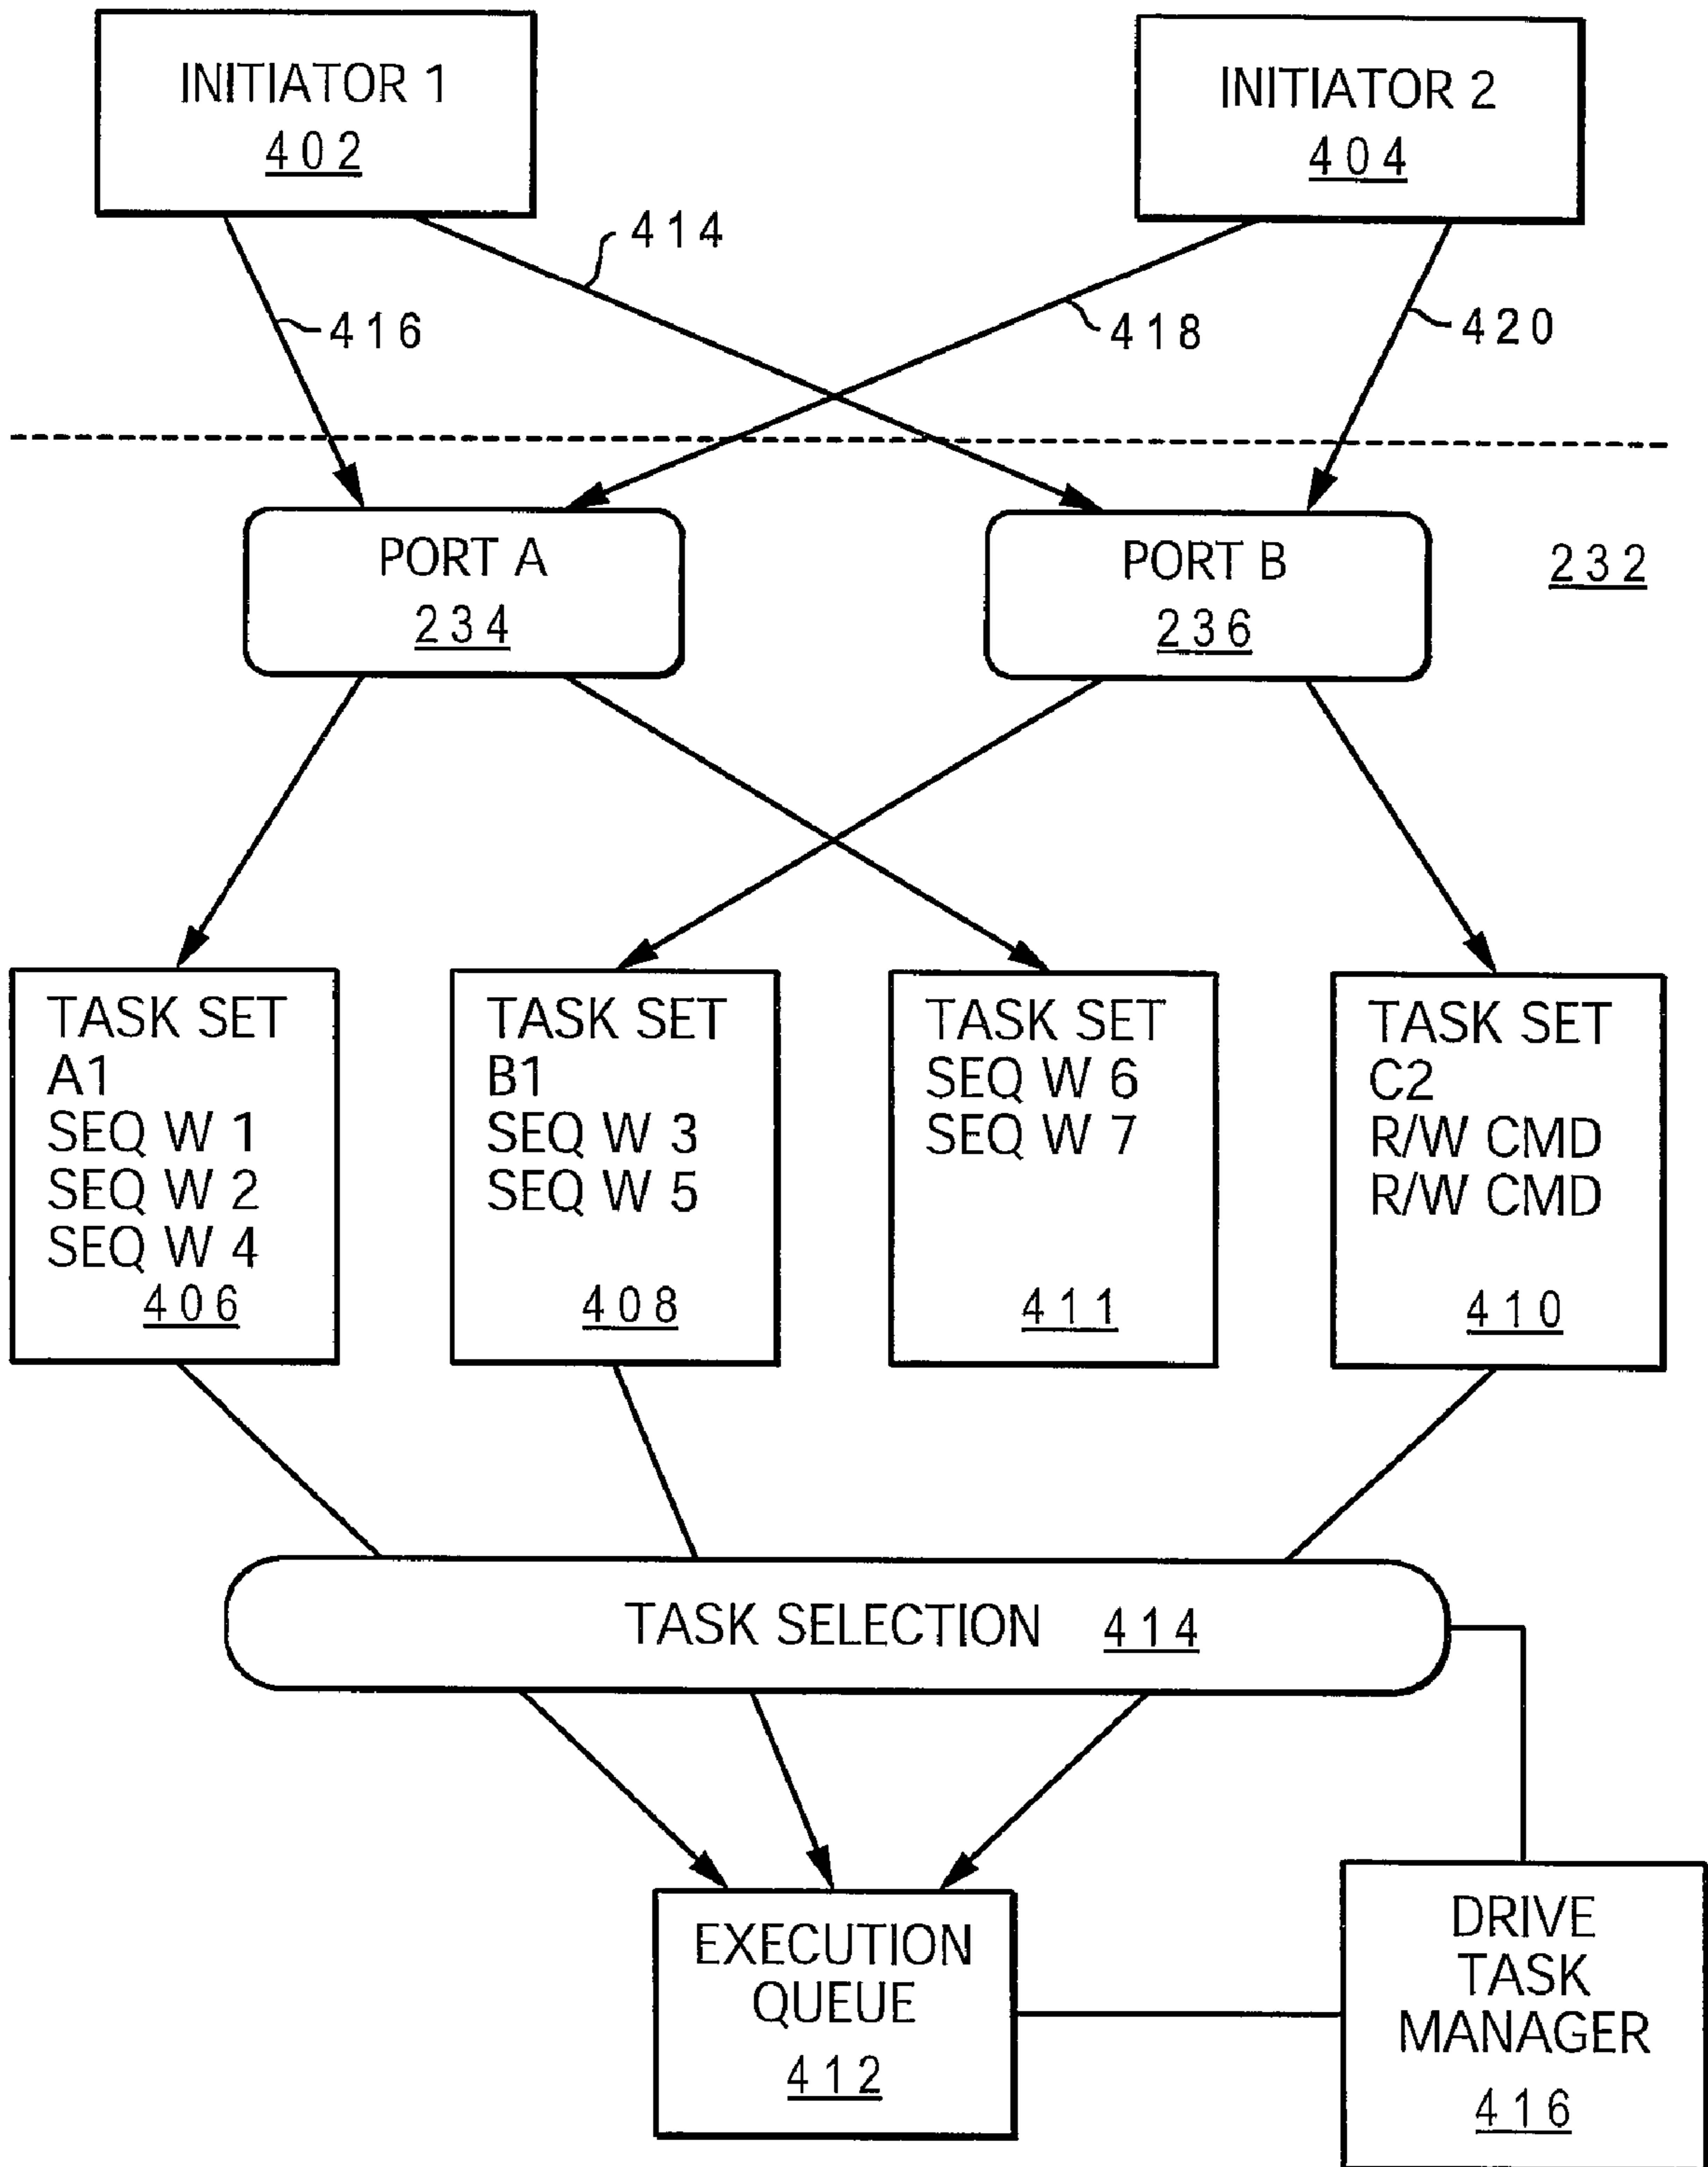 INITIATOR 1
402
INITIATOR 2
404
414
416
418
420
PORT A
234
PORT B
236
232
TASK SET
A1
SEQ W 1
SEQ W 2
SEQ W 4
406
TASK SET
B1
SEQ W 3
SEQ W 5
408
TASK SET
SEQ W 6
SEQ W 7
411
TASK SET
C2
R/W CMD
R/W CMD
410
TASK SELECTION 414
EXECUTION
QUEUE
412
DRIVE
TASK
MANAGER
416